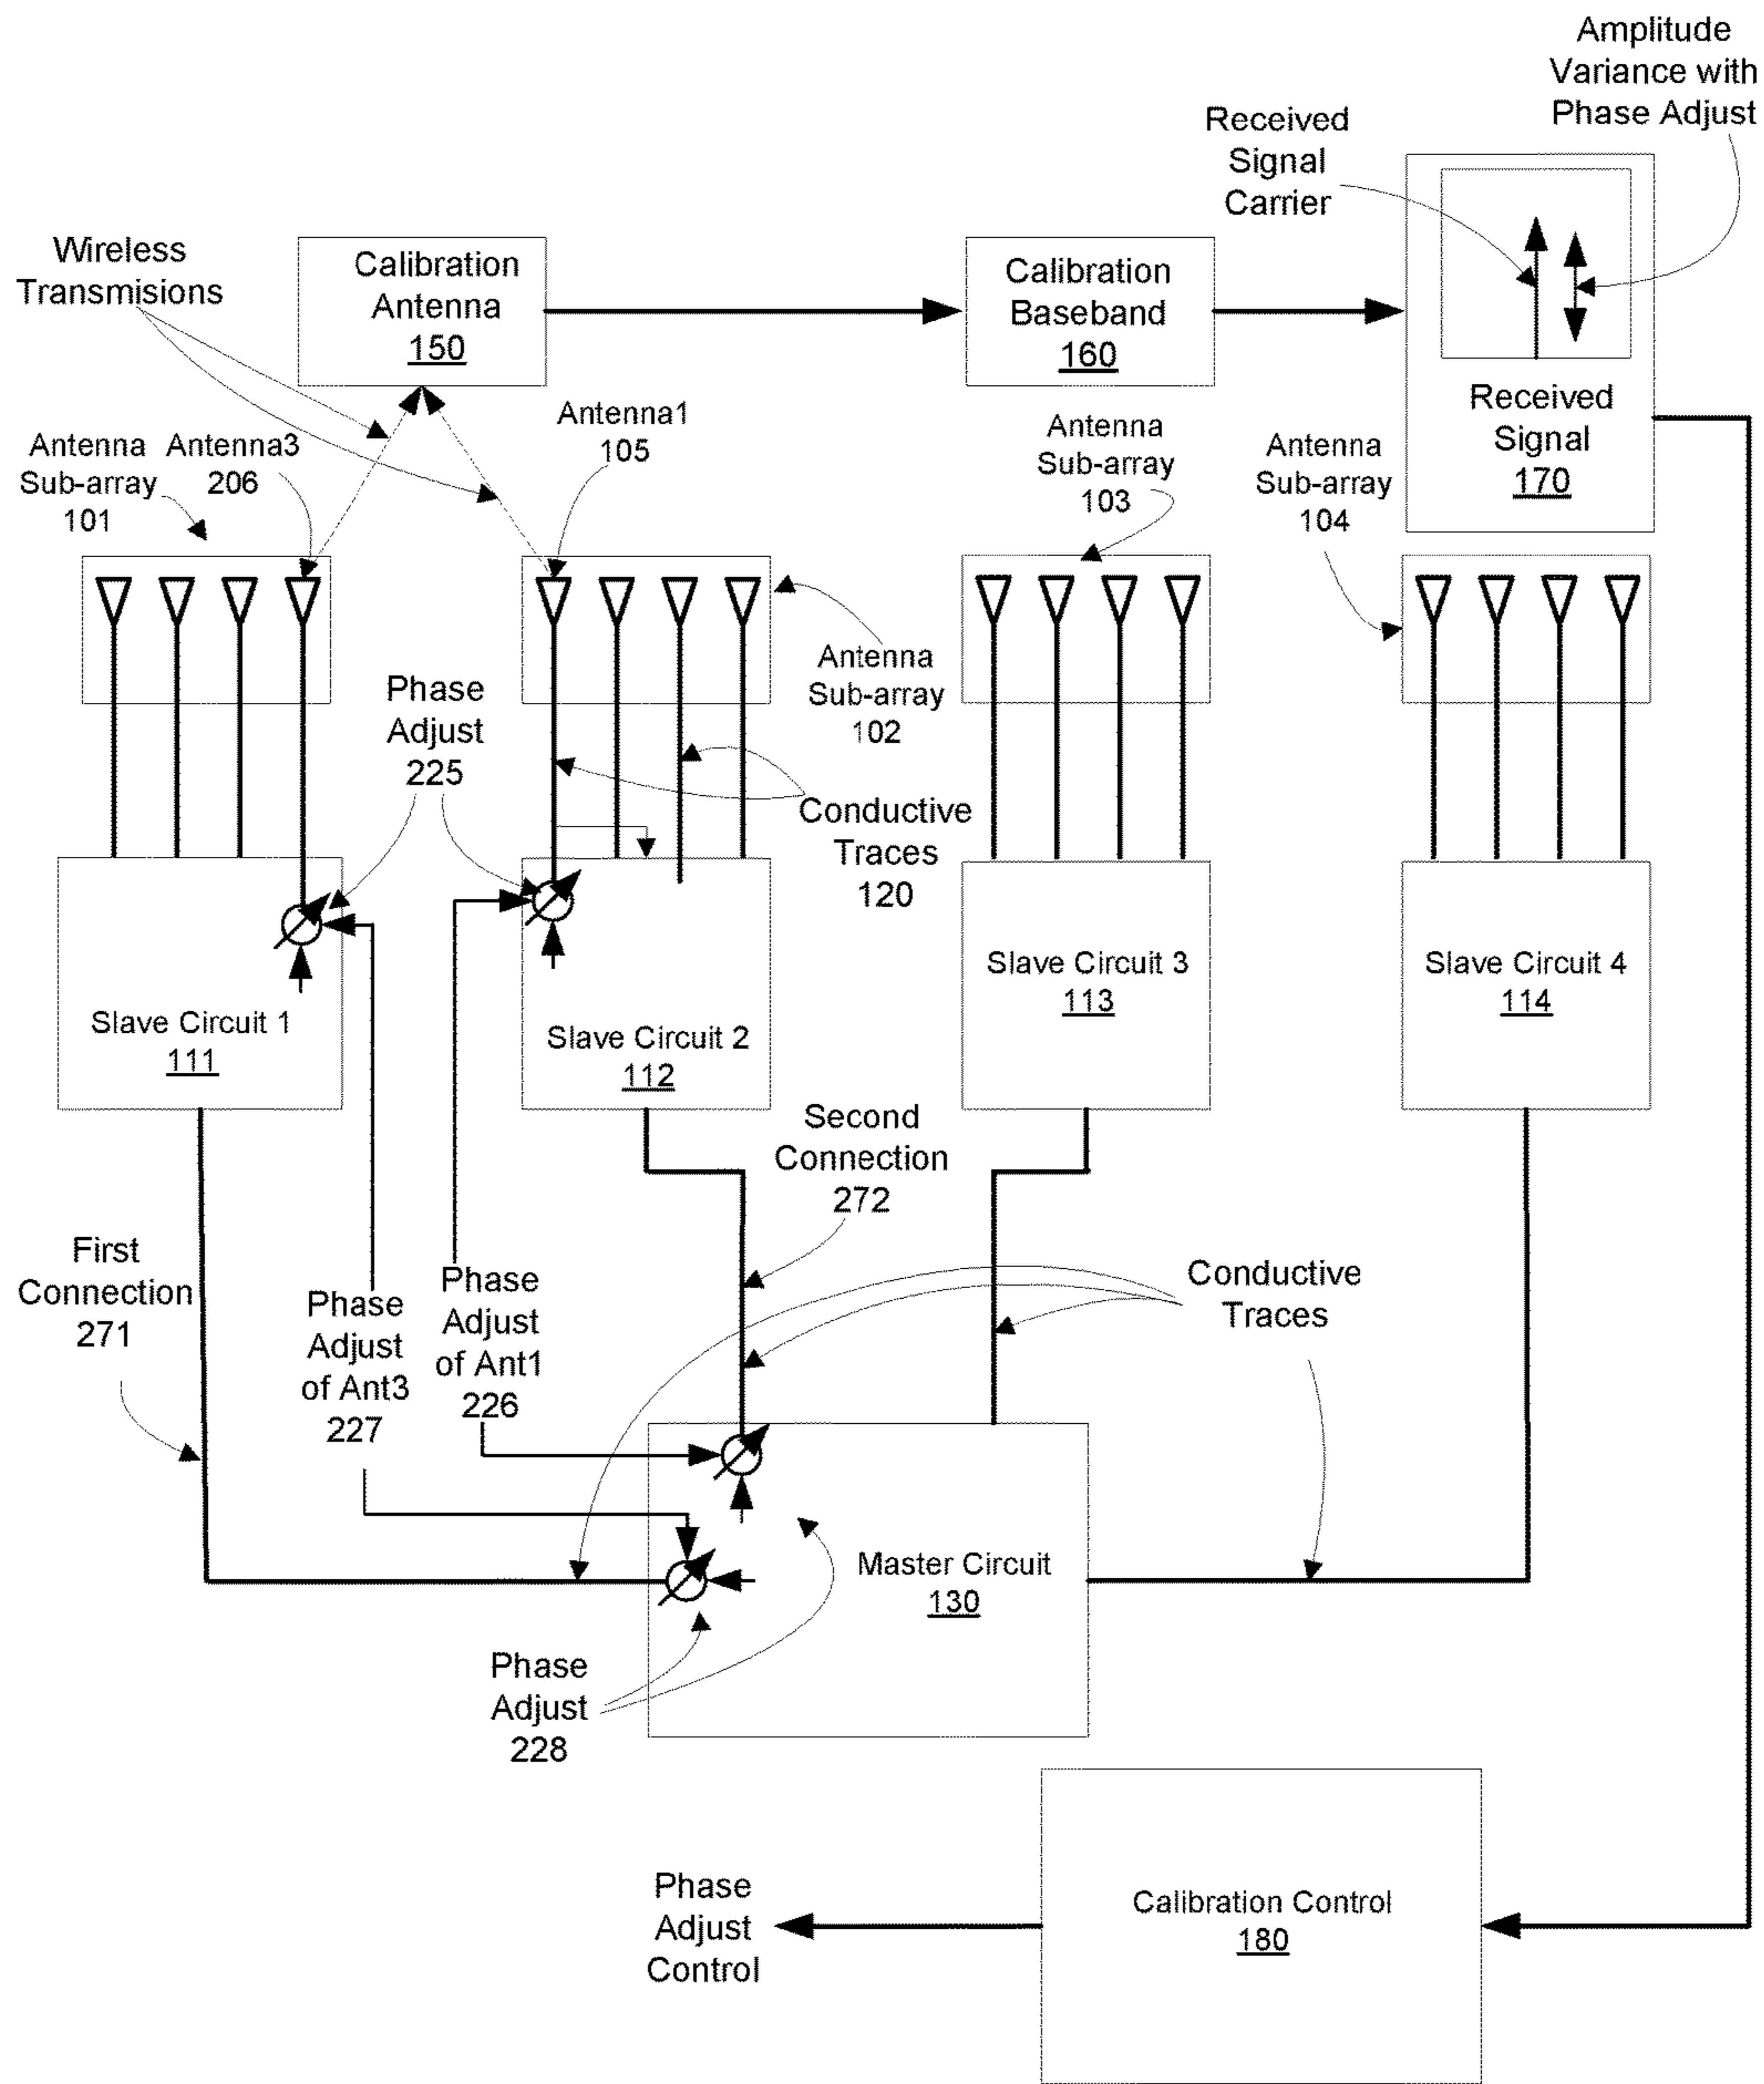 Amplitude
Variance with
Phase Adjust
Received
Signal
Carrier
Wireless
Transmisions
Calibration
Antenna
150
Calibration
Baseband
160
Received
Signal
170
Antenna
Sub-array
101
Antenna3
206
Antenna1
105
Antenna
Sub-array
103
Antenna
Sub-array
104
Phase
Adjust
225
Antenna
Sub-array
102
Conductive
Traces
120
Slave Circuit 1
111
Slave Circuit 2
112
Slave Circuit 3
113
Slave Circuit 4
114
Second
Connection
272
First
Connection
271
Phase
Adjust
of Ant3
227
Phase
Adjust
of Ant1
226
Conductive
Traces
Master Circuit
130
Phase
Adjust
228
Phase
Adjust
Control
Calibration Control
180